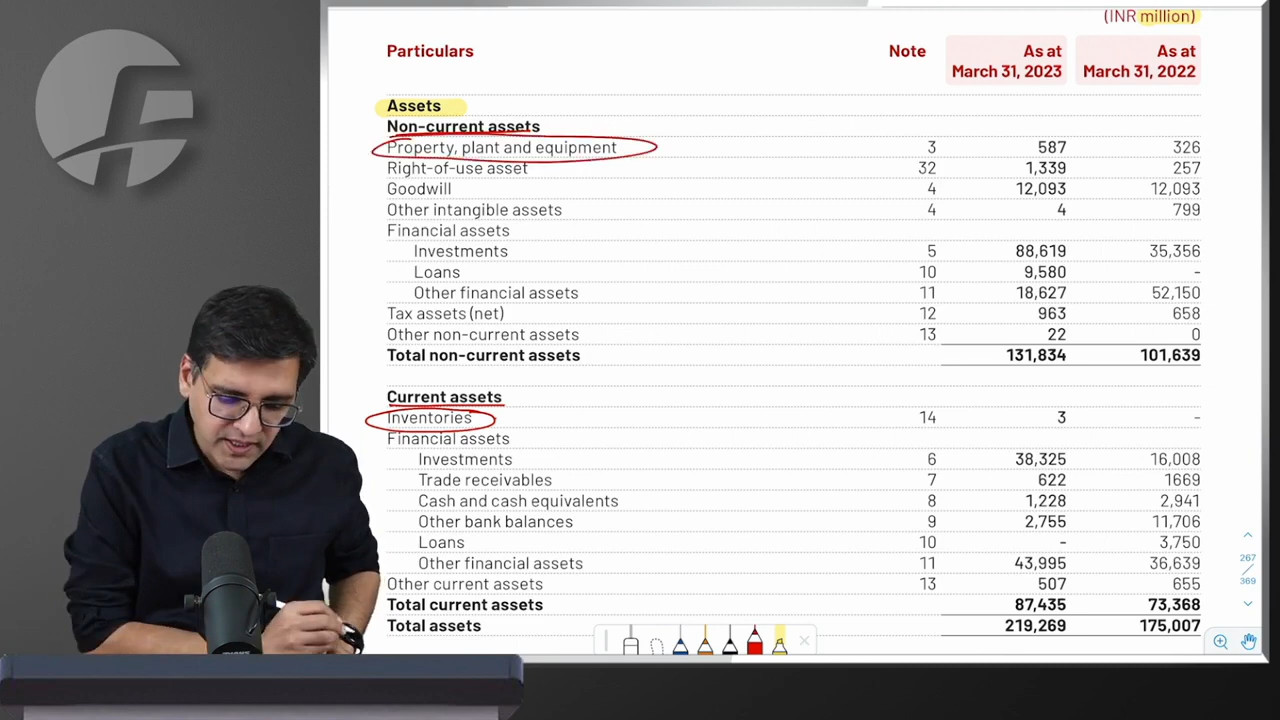 (INR million)
Particulars Note As at March 31, 2023 As at March 31, 2022
Assets
Non-current assets
Property, plant and equipment 3 587 326
Right-of-use asset 32 1,339 257
Goodwill 4 12,093 12,093
Other intangible assets 4 4 799
Financial assets
Investments 5 88,619 35,356
Loans 10 9,580 -
Other financial assets 11 18,627 52,150
Tax assets (net) 12 963 658
Other non-current assets 13 22 0
Total non-current assets 131,834 101,639
Current assets
Inventories 14 3 -
Financial assets
Investments 6 38,325 16,008
Trade receivables 7 622 1669
Cash and cash equivalents 8 1,228 2,941
Other bank balances 9 2,755 11,706
Loans 10 - 3,750
Other financial assets 11 43,995 36,639
Other current assets 13 507 655
Total current assets 87,435 73,368
Total assets 219,269 175,007
267
369